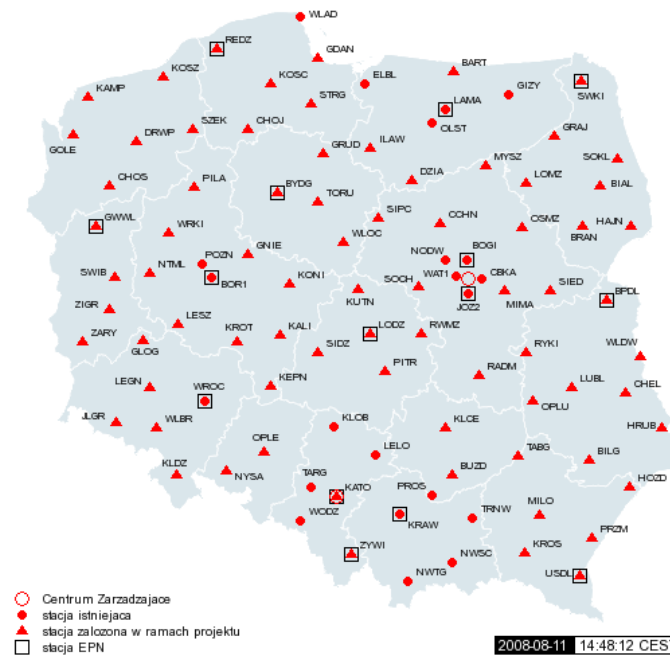 WLAD
REDZ
GDAN
KOSZ
KOSC
ELBL
BART
GIZY
SWKI
KAMP
STRG
LAMA
OLST
GOLE
DRWP
SZEK
CHOJ
GRUD
ILAW
MYSZ
GRAJ
SOKL
CHOS
PILA
BYDG
TORU
DZIA
LOMZ
BIAL
GWWL
WRKI
SIPC
CCHN
OSMZ
BRAN
HAJN
WLOC
GNIE
POZN
NODW
BOGI
SWIB
NTML
BOR1
KONI
SOCH
WAT1
CBKA
SIED
BPDL
KUTN
JOZ2
MIMA
ZIGR
LESZ
KALI
LODZ
RWMZ
ZARY
GLOG
KROT
SIDZ
PITR
RYKI
WLDW
LEGN
WROC
KEPN
RADM
LUBL
CHEL
JLGR
WLBR
KLOB
KLCE
OPLU
HRUB
OPLE
LELO
TABG
BILG
KLDZ
NYSA
TARG
KATO
PROS
BUZD
HOZD
WODZ
KRAW
TRNW
MILO
PRZM
ZYWI
NWTG
NWSC
KROS
USDL
Centrum Zarzadzajace
stacja istniejaca
stacja zalozona w ramach projektu
stacja EPN
2008-08-11 14:48:12 CEST